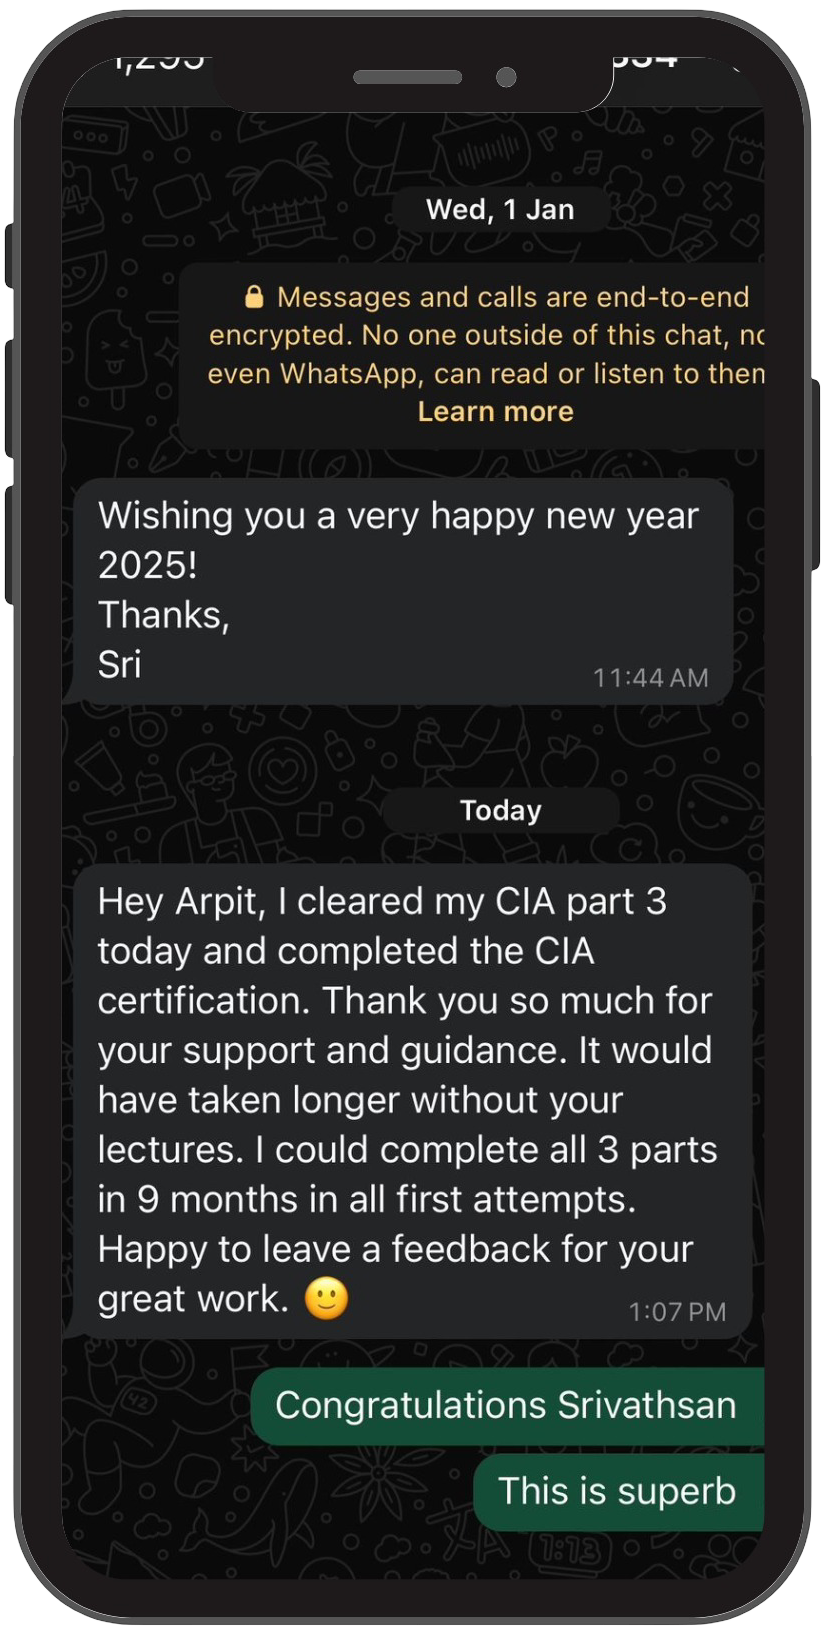 Wed, 1 Jan
Messages and calls are end-to-end
encrypted. No one outside of this chat,
even WhatsApp, can read or listen to
Learn more
Wishing you a very happy new year
2025!
Thanks,
Sri
11:44 AM
Today
Hey Arpit, I cleared my CIA part 3
today and completed the CIA
certification. Thank you so much for
your support and guidance. It would
have taken longer without your
lectures. I could complete all 3 parts
in 9 months in all first attempts.
Happy to leave a feedback for your
great work. 🙂
1:07 PM
Congratulations Srivathsan
This is superb